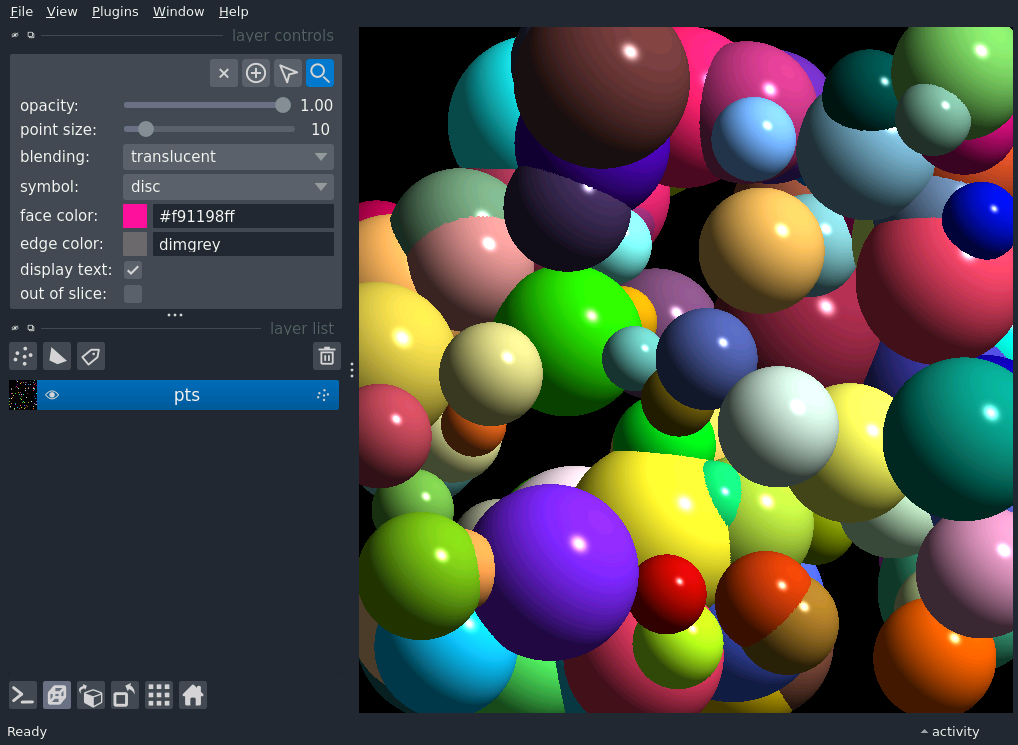 File View Plugins Window Help
layer controls
opacity: 1.00
point size: 10
blending: translucent
symbol: disc
face color: #f91198ff
edge color: dimgrey
display text:
out of slice:
layer list
pts
Ready activity